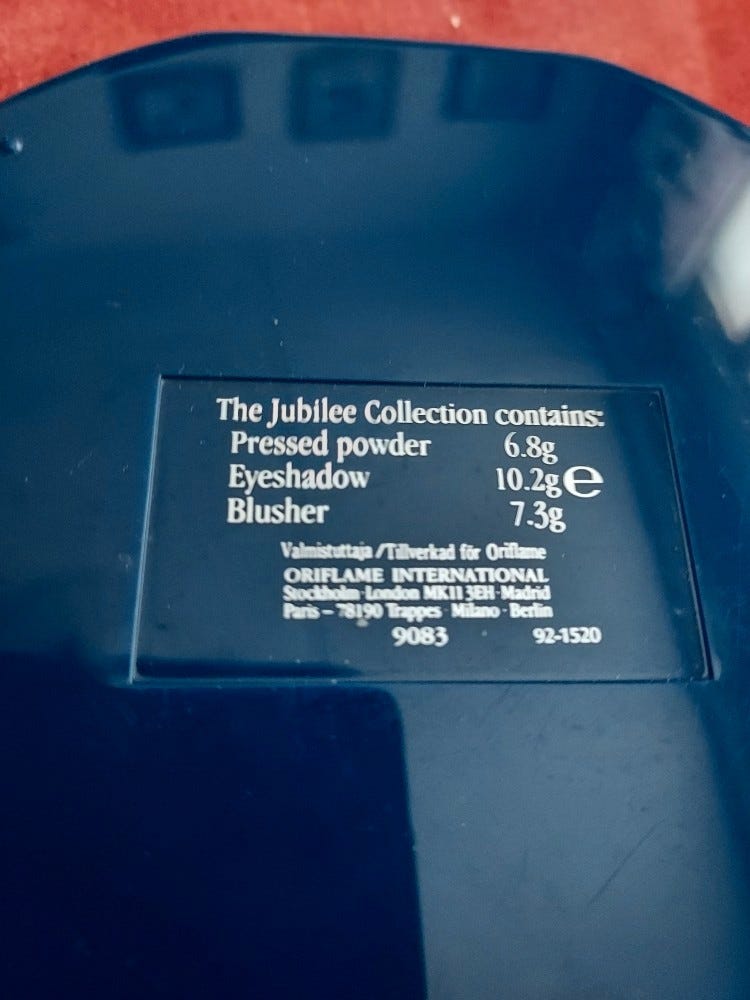 The Jubilee Collection contains:
Pressed powder 6.8g
Eyeshadow 10.2g e
Blusher 7.3g
Valmistuttaja/Tillverkad för Oriflame
ORIFLAME INTERNATIONAL
Stockholm-London MK11 3EH-Madrid
Paris - 78190 Trappes Milano - Berlin
9083 92-1520